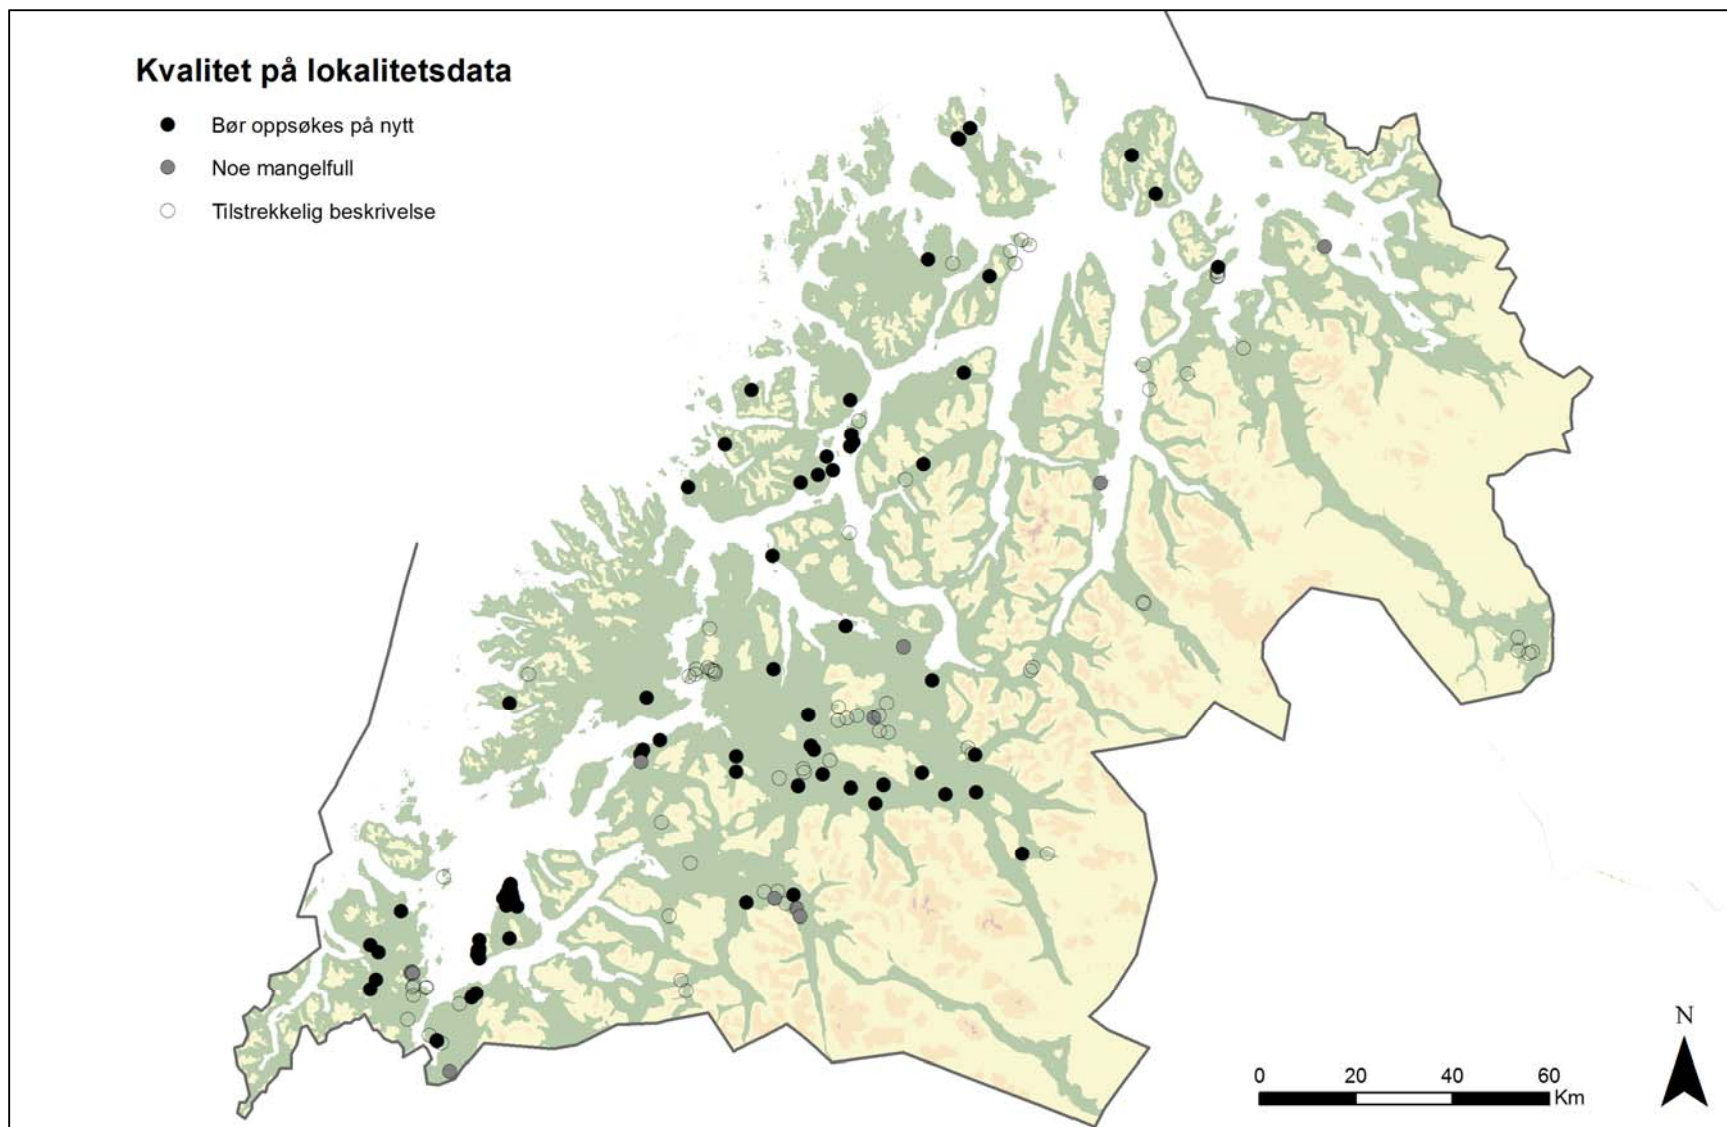 Kvalitet på lokalitetsdata
Bør oppsøkes på nytt
Noe mangelfull
Tilstrekkelig beskrivelse
N
0 20 40 60
Km